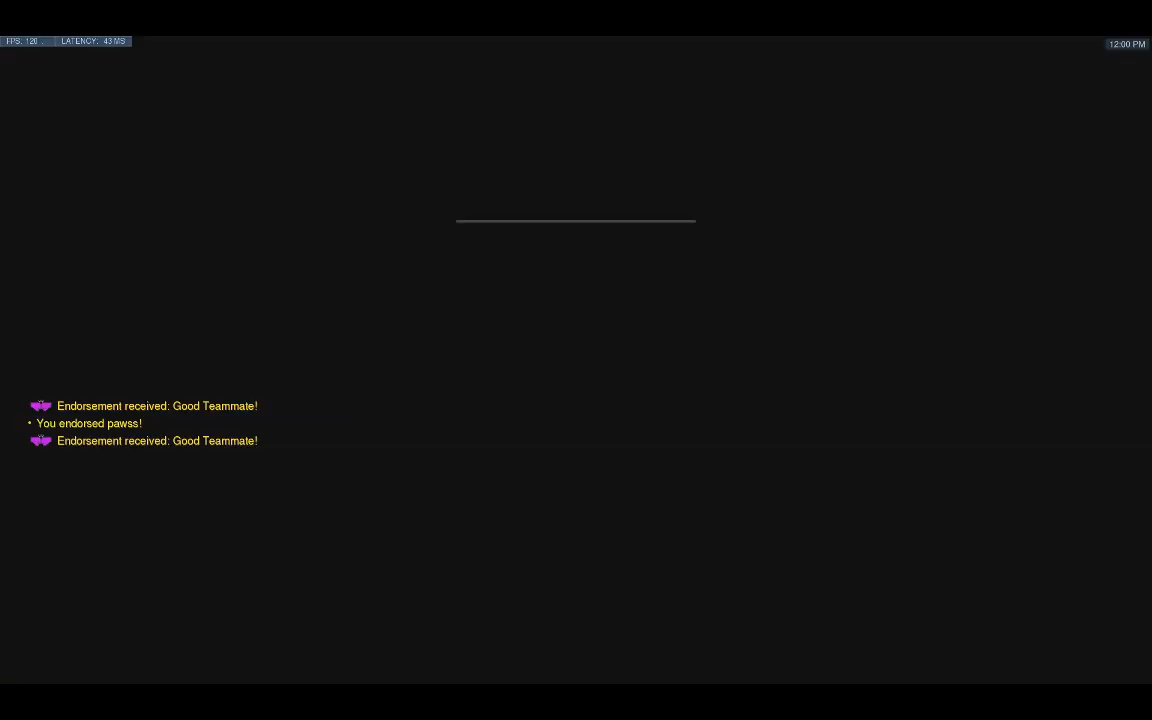 FPS: 120 LATENCY: 43 MS
12:00 PM
Endorsement received: Good Teammate!
• You endorsed pawss!
Endorsement received: Good Teammate!